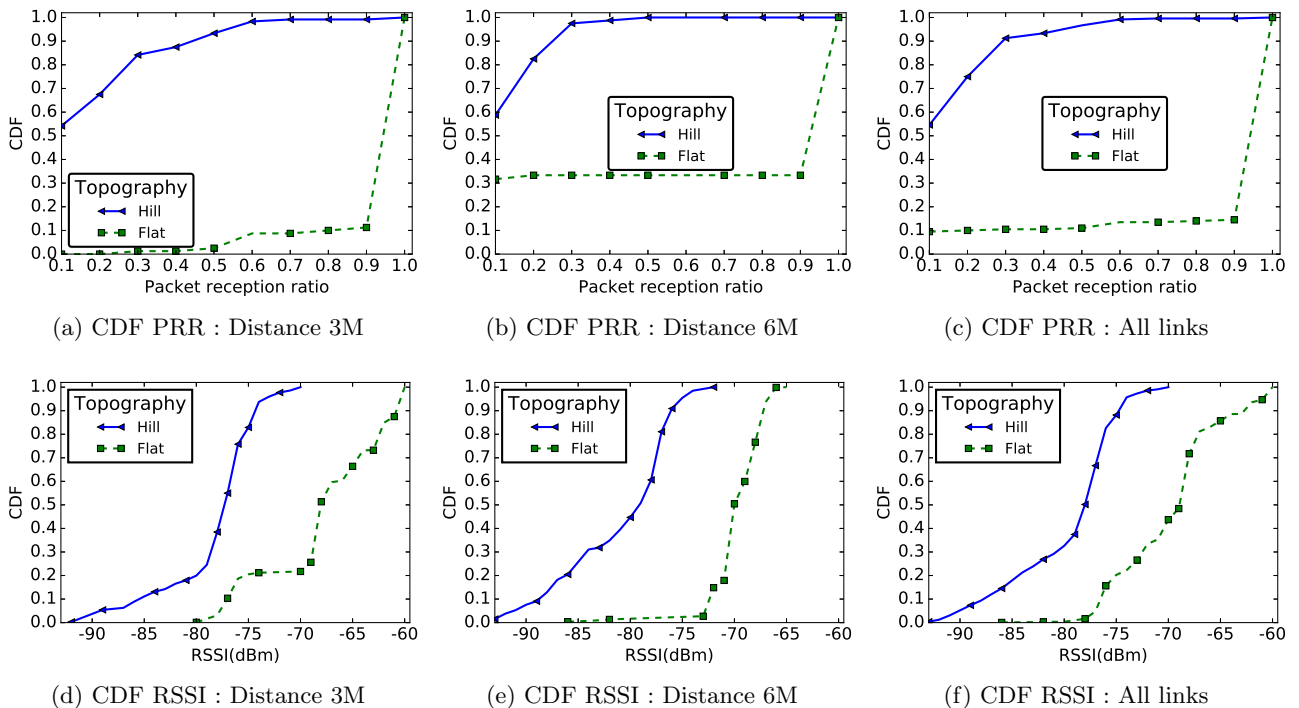 1.0
0.9
0.8
0.7
0.6
0.5
0.4
0.3
0.2
0.1
0.0
CDF
Topography
Hill
Flat
0.1 0.2 0.3 0.4 0.5 0.6 0.7 0.8 0.9 1.0
Packet reception ratio
(a) CDF PRR : Distance 3M
1.0
0.9
0.8
0.7
0.6
0.5
0.4
0.3
0.2
0.1
0.0
CDF
Topography
Hill
Flat
0.1 0.2 0.3 0.4 0.5 0.6 0.7 0.8 0.9 1.0
Packet reception ratio
(b) CDF PRR : Distance 6M
1.0
0.9
0.8
0.7
0.6
0.5
0.4
0.3
0.2
0.1
0.0
CDF
Topography
Hill
Flat
0.1 0.2 0.3 0.4 0.5 0.6 0.7 0.8 0.9 1.0
Packet reception ratio
(c) CDF PRR : All links
1.0
0.9
0.8
0.7
0.6
0.5
0.4
0.3
0.2
0.1
0.0
CDF
Topography
Hill
Flat
-90 -85 -80 -75 -70 -65 -60
RSSI(dBm)
(d) CDF RSSI : Distance 3M
1.0
0.9
0.8
0.7
0.6
0.5
0.4
0.3
0.2
0.1
0.0
CDF
Topography
Hill
Flat
-90 -85 -80 -75 -70 -65 -60
RSSI(dBm)
(e) CDF RSSI : Distance 6M
1.0
0.9
0.8
0.7
0.6
0.5
0.4
0.3
0.2
0.1
0.0
CDF
Topography
Hill
Flat
-90 -85 -80 -75 -70 -65 -60
RSSI(dBm)
(f) CDF RSSI : All links